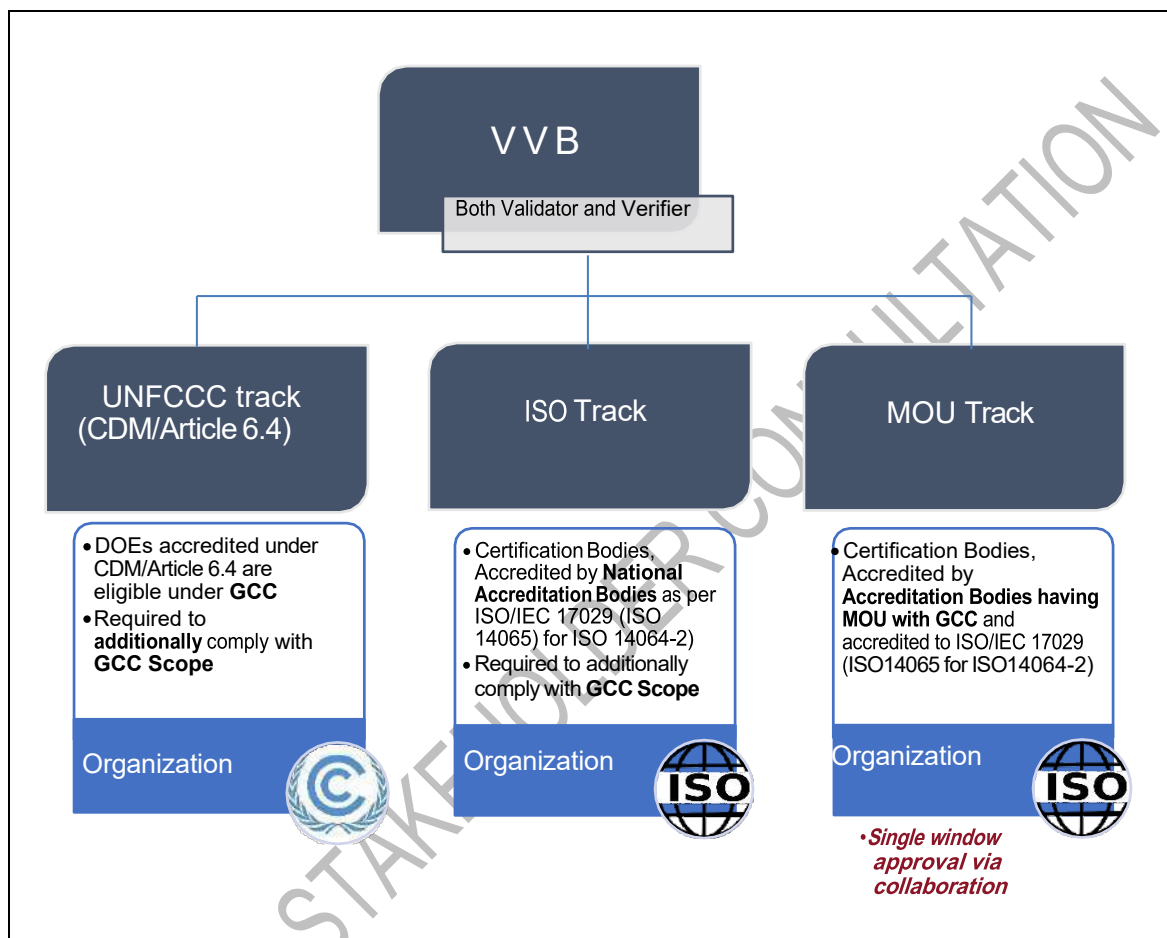 VVB
Both Validator and Verifier
UNFCCC track
(CDM/Article 6.4)
•DOEs accredited under
CDM/Article 6.4 are
eligible under GCC
•Required to
additionally comply with
GCC Scope
Organization
ISO Track
•Certification Bodies,
Accredited by National
Accreditation Bodies as per
ISO/IEC 17029 (ISO
14065) for ISO 14064-2)
•Required to additionally
comply with GCC Scope
Organization
ISO
MOU Track
•Certification Bodies,
Accredited by
Accreditation Bodies having
MOU with GCC and
accredited to ISO/IEC 17029
(ISO14065 for ISO14064-2)
Organization
ISO
•Single window
approval via
collaboration
STAKEHOLDER CONSULTATION